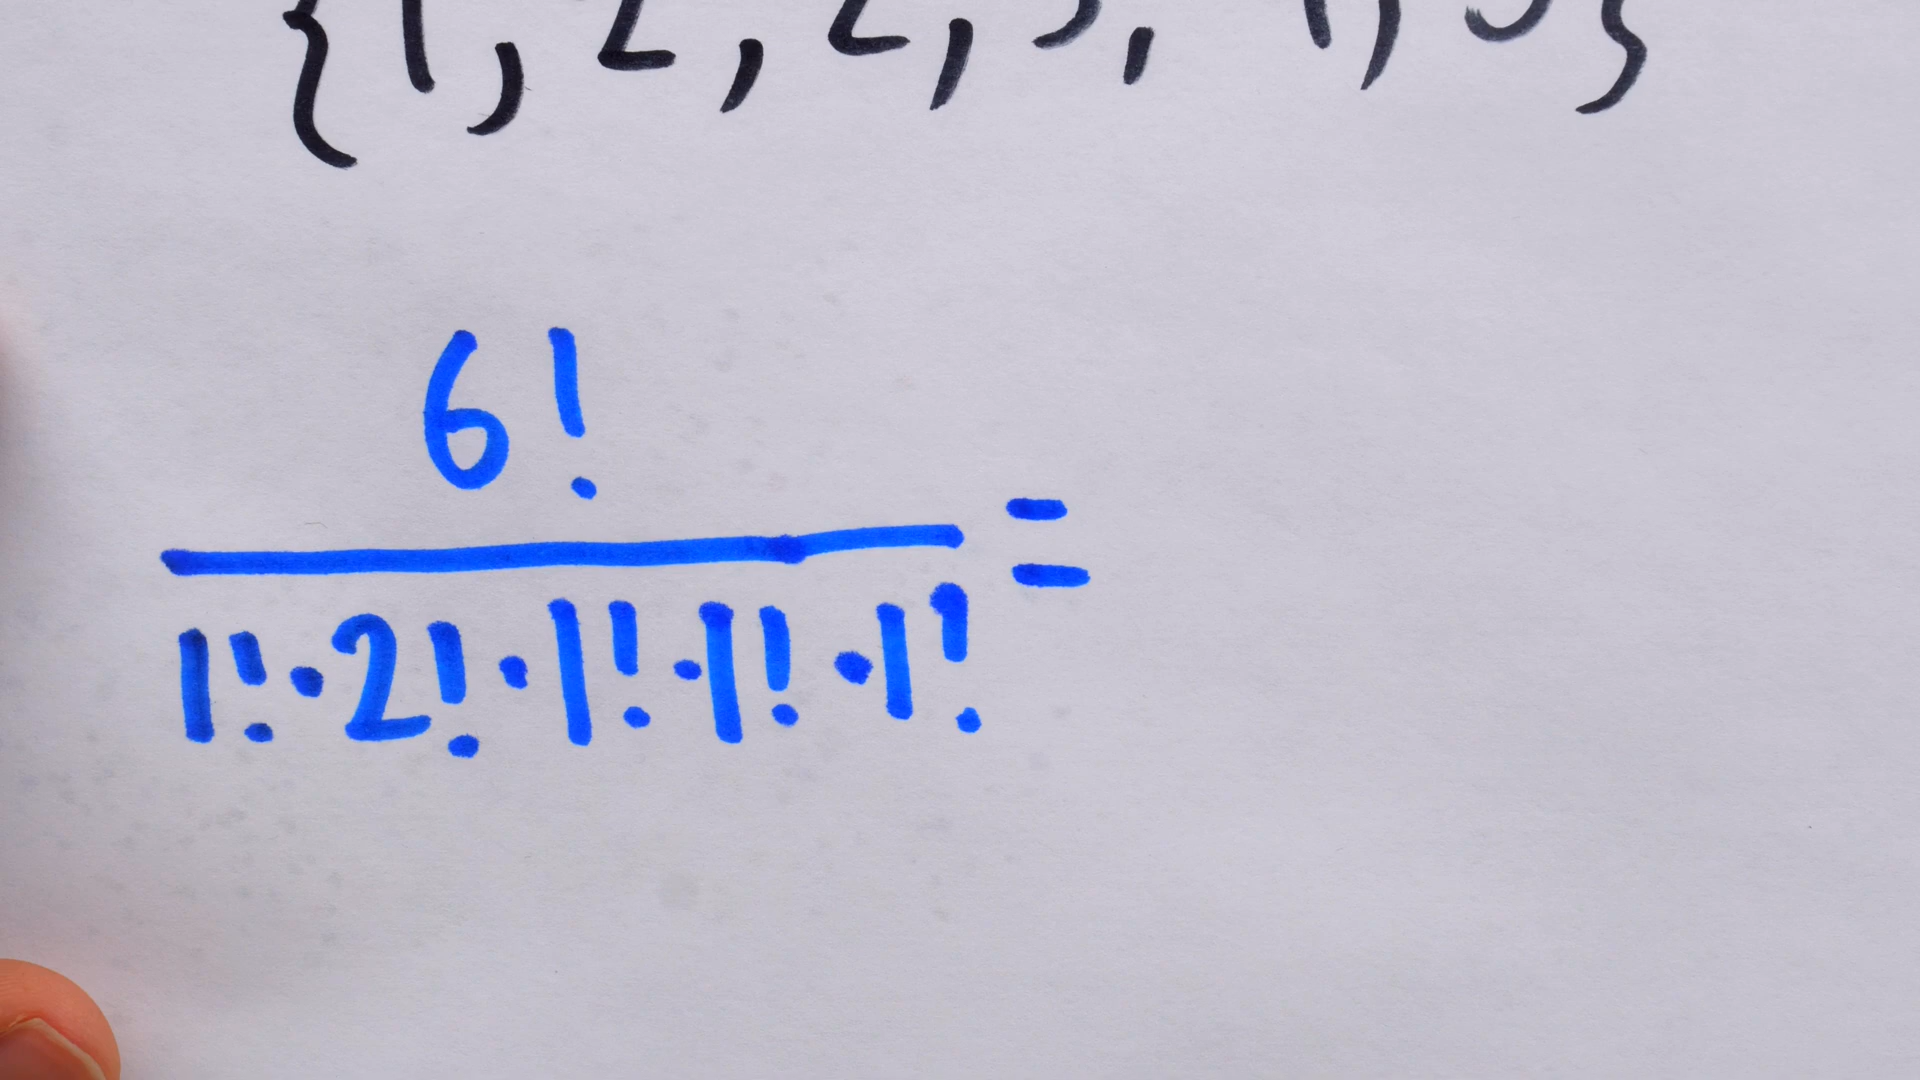 {1, 2, 2, 3, 4, 5}
6!
1!·2!·1!·1!·1! =